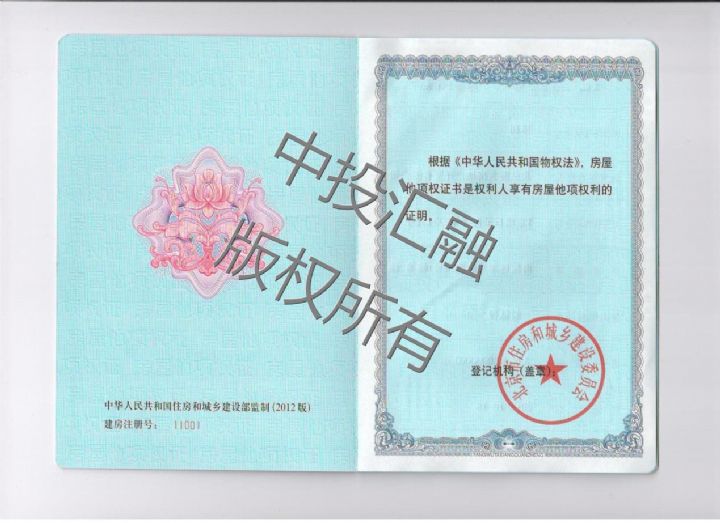 中华人民共和国住房和城乡建设部监制(2012版)
建房注册号： 11001
根据《中华人民共和国物权法》，房屋
他项权证书是权利人享有房屋他项权利的
证明。
登记机构（盖章）：
北京市住房和城乡建设委员会
中投汇融
版权所有